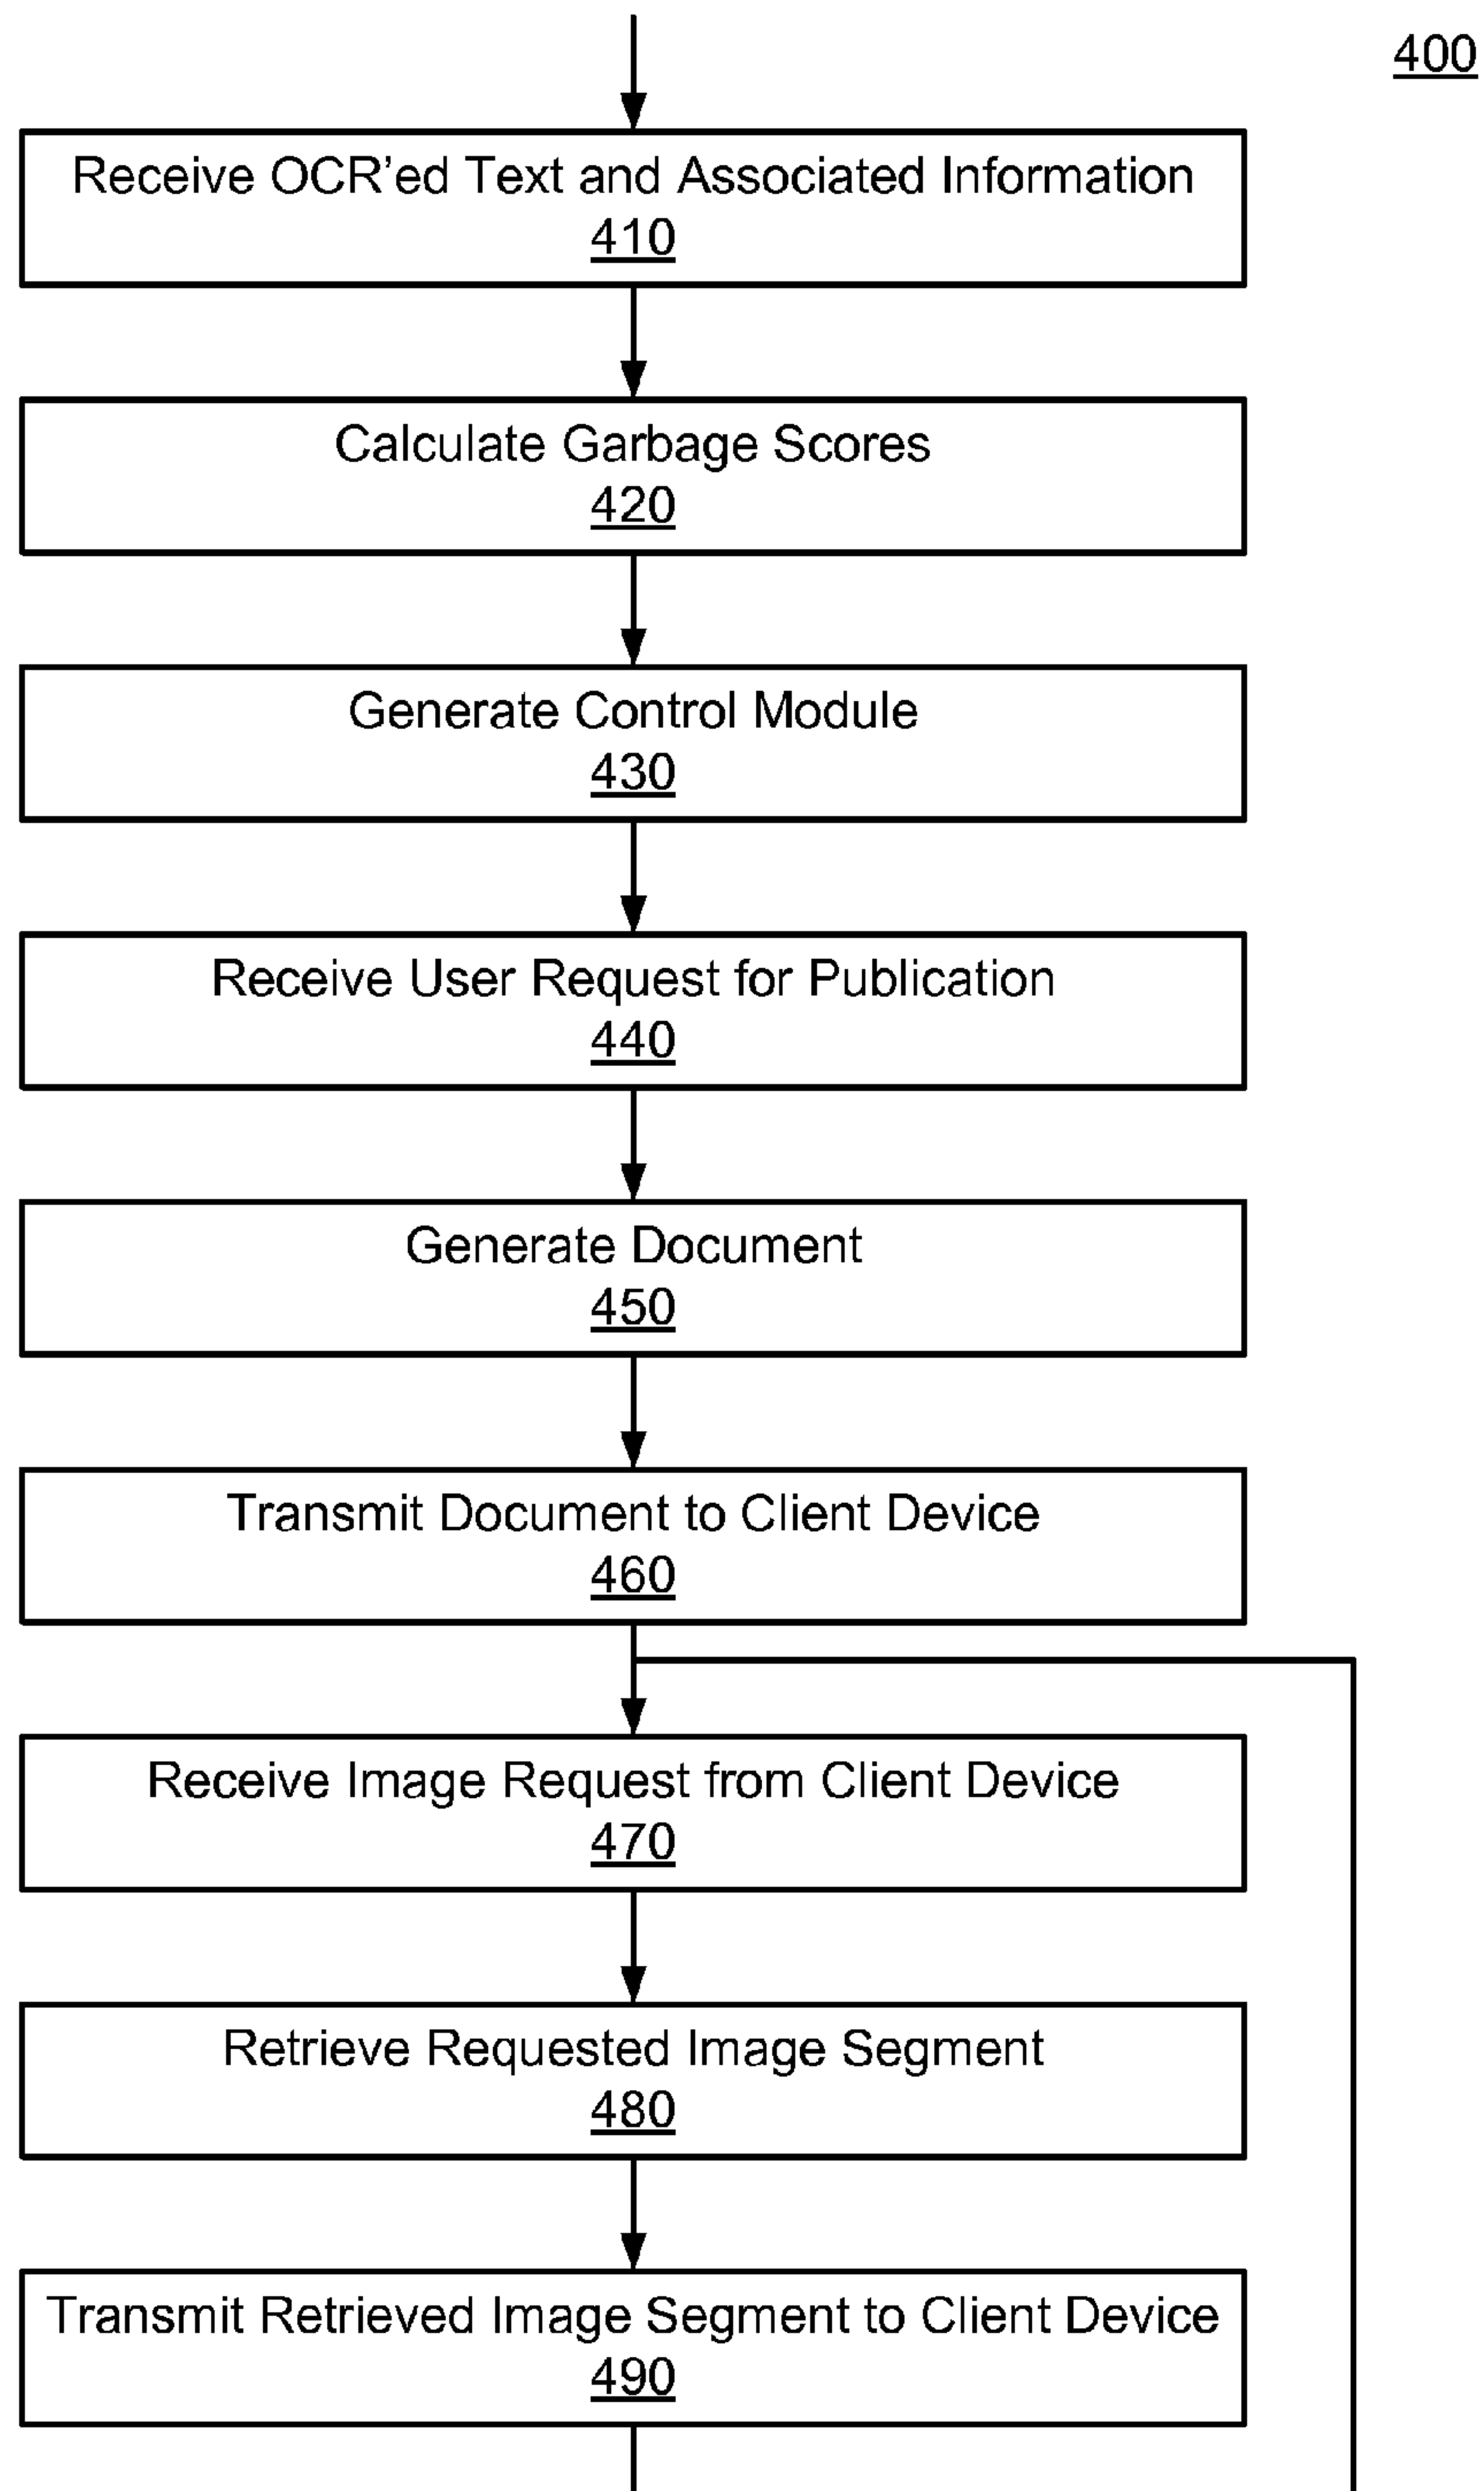 400
Receive OCR’ed Text and Associated Information
410
Calculate Garbage Scores
420
Generate Control Module
430
Receive User Request for Publication
440
Generate Document
450
Transmit Document to Client Device
460
Receive Image Request from Client Device
470
Retrieve Requested Image Segment
480
Transmit Retrieved Image Segment to Client Device
490